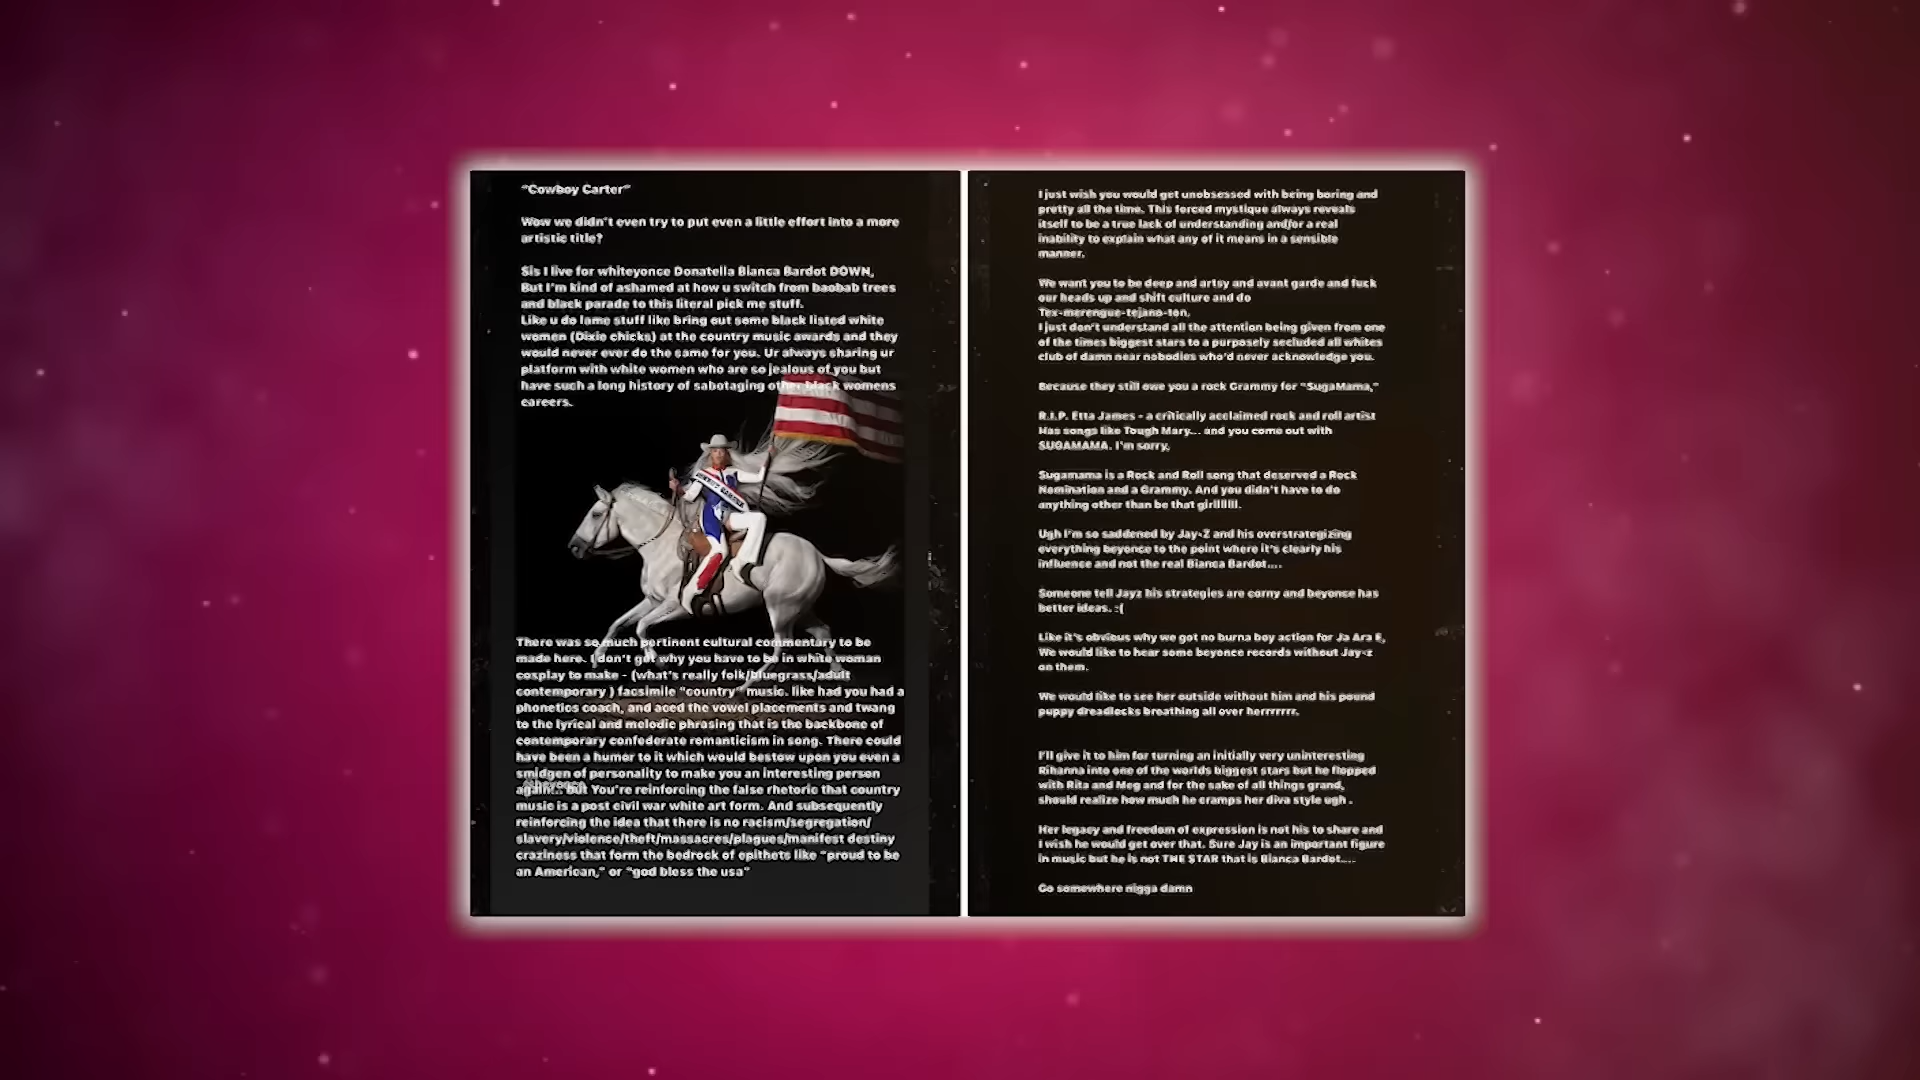 "Cowboy Carter"
Wow we didn't even try to put even a little effort into a more
artistic title?
Sis I live for whiteyonce Donatella Bianca Bardot DOWN,
But I'm kind of ashamed at how u switch from baobab trees
and black parade to this literal pick me stuff.
Like u do lame stuff like bring out some black listed white
women (Dixie chicks) at the country music awards and they
would never ever do the same for you. Ur always sharing ur
platform with white women who are so jealous of you but
have such a long history of sabotaging other black womens
careers.
There was so much pertinent cultural commentary to be
made here. I don't get why you have to be in white woman
cosplay to make - (what's really folk/bluegrass/adult
contemporary ) facsimile "country" music. like had you had a
phonetics coach, and aced the vowel placements and twang
to the lyrical and melodic phrasing that is the backbone of
contemporary confederate romanticism in song. There could
have been a humor to it which would bestow upon you even a
smidgen of personality to make you an interesting person
again... but You're reinforcing the false rhetoric that country
music is a post civil war white art form. And subsequently
reinforcing the idea that there is no racism/segregation/
slavery/violence/theft/massacres/plagues/manifest destiny
craziness that form the bedrock of epithets like "proud to be
an American," or "god bless the usa"
I just wish you would get unobsessed with being boring and
pretty all the time. This forced mystique always reveals
itself to be a true lack of understanding and/or a real
inability to explain what any of it means in a sensible
manner.
We want you to be deep and artsy and avant garde and fuck
our heads up and shift culture and do
Tex-merengue-tejano-ton,
I just don't understand all the attention being given from one
of the times biggest stars to a purposely secluded all whites
club of damn near nobodies who'd never acknowledge you.
Because they still owe you a rock Grammy for "SugaMama,"
R.I.P. Etta James - a critically acclaimed rock and roll artist
Has songs like Tough Mary... and you come out with
SUGAMAMA. I'm sorry,
Sugamama is a Rock and Roll song that deserved a Rock
Nomination and a Grammy. And you didn't have to do
anything other than be that girllllll.
Ugh I'm so saddened by Jay-Z and his overstrategizing
everything beyonce to the point where it's clearly his
influence and not the real Bianca Bardot....
Someone tell Jayz his strategies are corny and beyonce has
better ideas. :(
Like it's obvious why we got no burna boy action for Ja Ara E,
We would like to hear some beyonce records without Jay-z
on them.
We would like to see her outside without him and his pound
puppy dreadlocks breathing all over herrrrrrr.
I'll give it to him for turning an initially very uninteresting
Rihanna into one of the worlds biggest stars but he flopped
with Rita and Meg and for the sake of all things grand,
should realize how much he cramps her diva style ugh .
Her legacy and freedom of expression is not his to share and
I wish he would get over that. Sure Jay is an important figure
in music but he is not THE STAR that is Bianca Bardot....
Go somewhere nigga damn